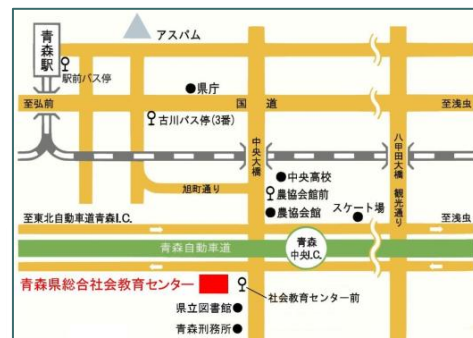 青森駅
アスパム
駅前バス停
県庁
至弘前
国道
至浅虫
古川バス停(3番)
中央大橋
八甲田大橋
観光通り
旭町通り
中央高校
農協会館前
農協会館
スケート場
至東北自動車道青森I.C.
至浅虫
青森自動車道
青森中央I.C.
青森県総合社会教育センター
社会教育センター前
県立図書館
青森刑務所